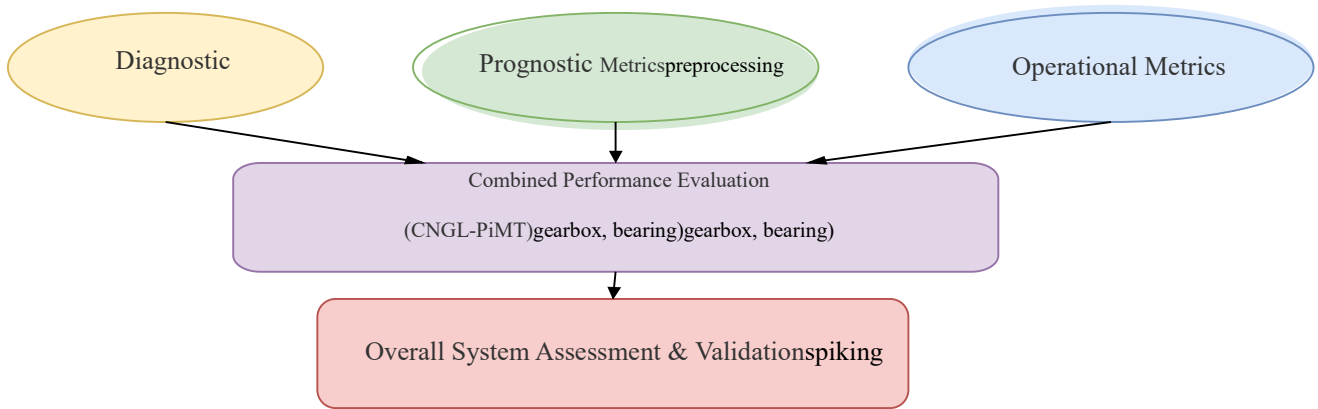 Diagnostic
Prognostic Metricspreprocessing
Operational Metrics
Combined Performance Evaluation
(CNGL-PiMT)gearbox, bearing)gearbox, bearing)
Overall System Assessment & Validationspiking